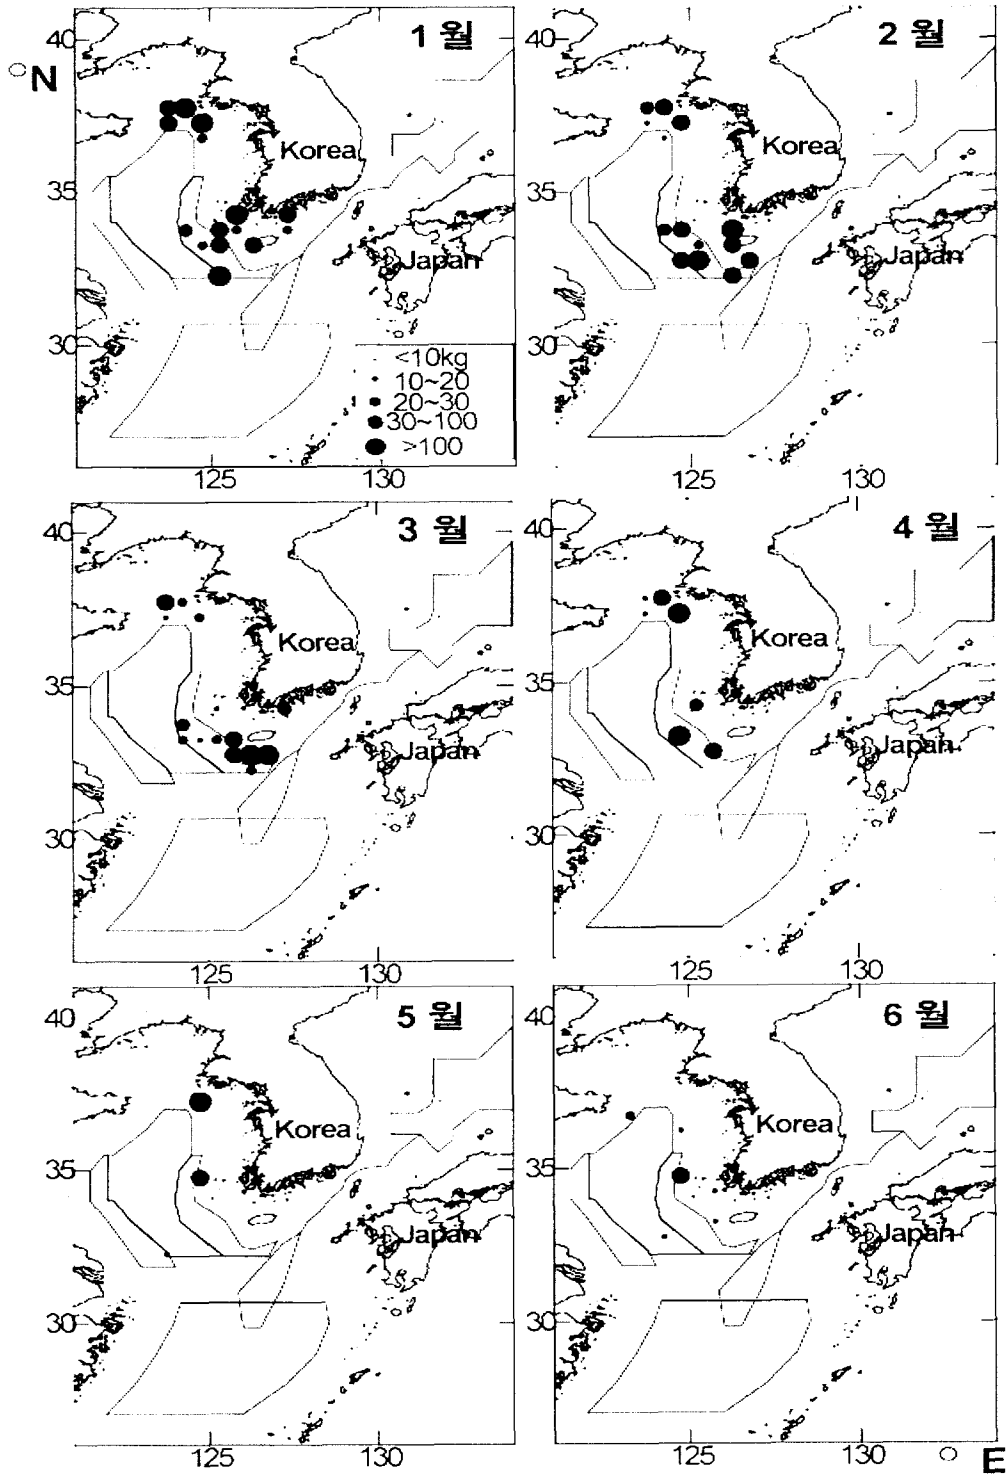 40 1 월 40 2 월
°N
Korea Korea
35 35
Japan Japan
30 30
<10kg
10~20
20~30
30~100
>100
125 130 125 130
40 3 월 40 4 월
Korea Korea
35 35
Japan Japan
30 30
125 130 125 130
40 5 월 40 6 월
Korea Korea
35 35
Japan Japan
30 30
125 130 125 130 °E